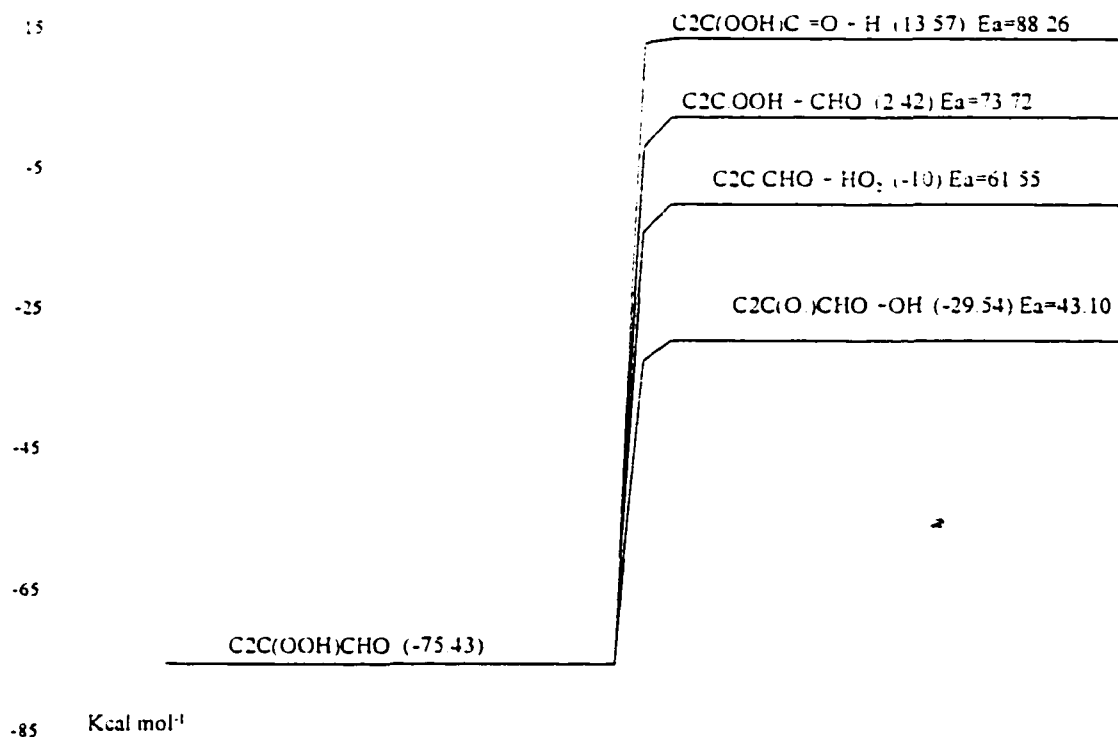 15
C2C(OOH)C =O - H (13 57) Ea=88 26
C2C OOH - CHO (2 42) Ea=73 72
-5
C2C CHO - HO2 (-10) Ea=61 55
-25
C2C(O )CHO -OH (-29.54) Ea=43.10
-45
-65
C2C(OOH)CHO (-75 43)
-85
Kcal mol-1